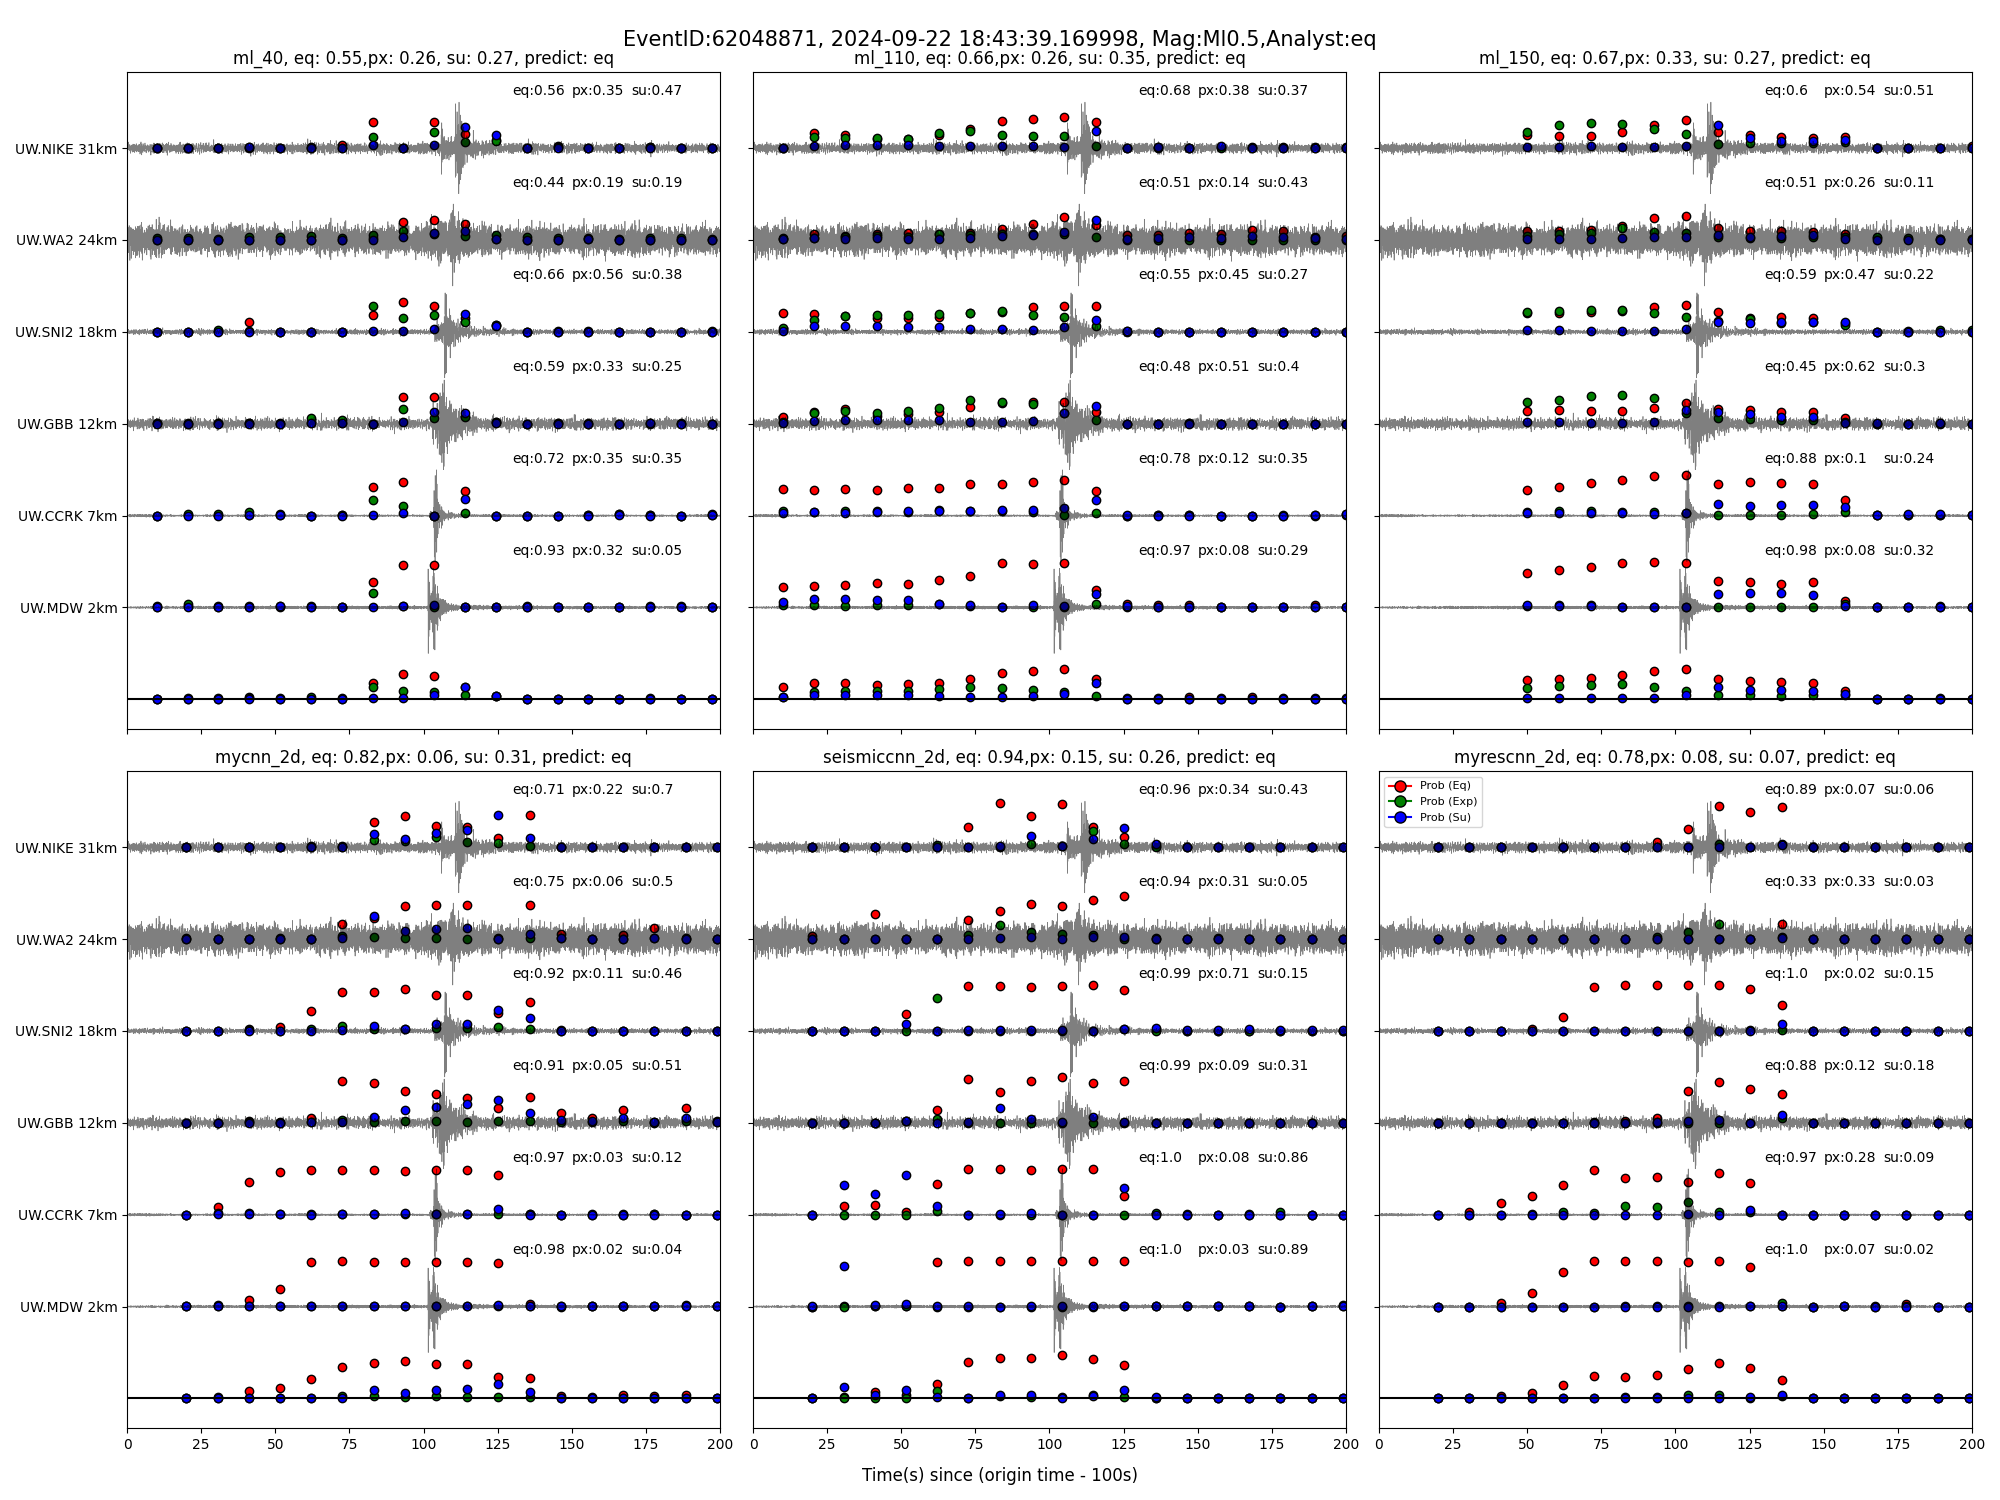 EventID:62048871, 2024-09-22 18:43:39.169998, Mag:Ml0.5,Analyst:eq
ml_40, eq: 0.55,px: 0.26, su: 0.27, predict: eq
UW.NIKE 31km
eq:0.56 px:0.35 su:0.47
UW.WA2 24km
eq:0.44 px:0.19 su:0.19
UW.SNI2 18km
eq:0.66 px:0.56 su:0.38
UW.GBB 12km
eq:0.59 px:0.33 su:0.25
UW.CCRK 7km
eq:0.72 px:0.35 su:0.35
UW.MDW 2km
eq:0.93 px:0.32 su:0.05
ml_110, eq: 0.66,px: 0.26, su: 0.35, predict: eq
eq:0.68 px:0.38 su:0.37
eq:0.51 px:0.14 su:0.43
eq:0.55 px:0.45 su:0.27
eq:0.48 px:0.51 su:0.4
eq:0.78 px:0.12 su:0.35
eq:0.97 px:0.08 su:0.29
ml_150, eq: 0.67,px: 0.33, su: 0.27, predict: eq
eq:0.6 px:0.54 su:0.51
eq:0.51 px:0.26 su:0.11
eq:0.59 px:0.47 su:0.22
eq:0.45 px:0.62 su:0.3
eq:0.88 px:0.1 su:0.24
eq:0.98 px:0.08 su:0.32
mycnn_2d, eq: 0.82,px: 0.06, su: 0.31, predict: eq
UW.NIKE 31km
eq:0.71 px:0.22 su:0.7
UW.WA2 24km
eq:0.75 px:0.06 su:0.5
UW.SNI2 18km
eq:0.92 px:0.11 su:0.46
UW.GBB 12km
eq:0.91 px:0.05 su:0.51
UW.CCRK 7km
eq:0.97 px:0.03 su:0.12
UW.MDW 2km
eq:0.98 px:0.02 su:0.04
0 25 50 75 100 125 150 175 200
seismiccnn_2d, eq: 0.94,px: 0.15, su: 0.26, predict: eq
eq:0.96 px:0.34 su:0.43
eq:0.94 px:0.31 su:0.05
eq:0.99 px:0.71 su:0.15
eq:0.99 px:0.09 su:0.31
eq:1.0 px:0.08 su:0.86
eq:1.0 px:0.03 su:0.89
0 25 50 75 100 125 150 175 200
myrescnn_2d, eq: 0.78,px: 0.08, su: 0.07, predict: eq
Prob (Eq)
Prob (Exp)
Prob (Su)
eq:0.89 px:0.07 su:0.06
eq:0.33 px:0.33 su:0.03
eq:1.0 px:0.02 su:0.15
eq:0.88 px:0.12 su:0.18
eq:0.97 px:0.28 su:0.09
eq:1.0 px:0.07 su:0.02
0 25 50 75 100 125 150 175 200
Time(s) since (origin time - 100s)